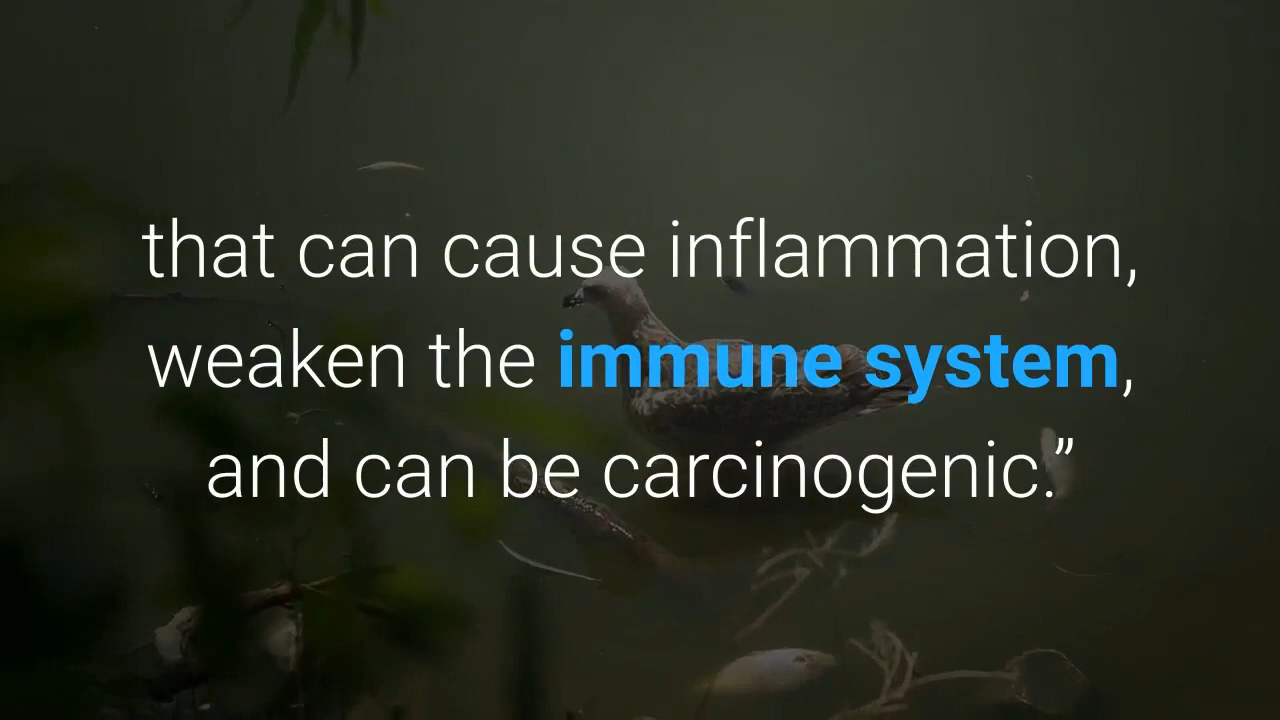 that can cause inflammation,
weaken the immune system,
and can be carcinogenic.”